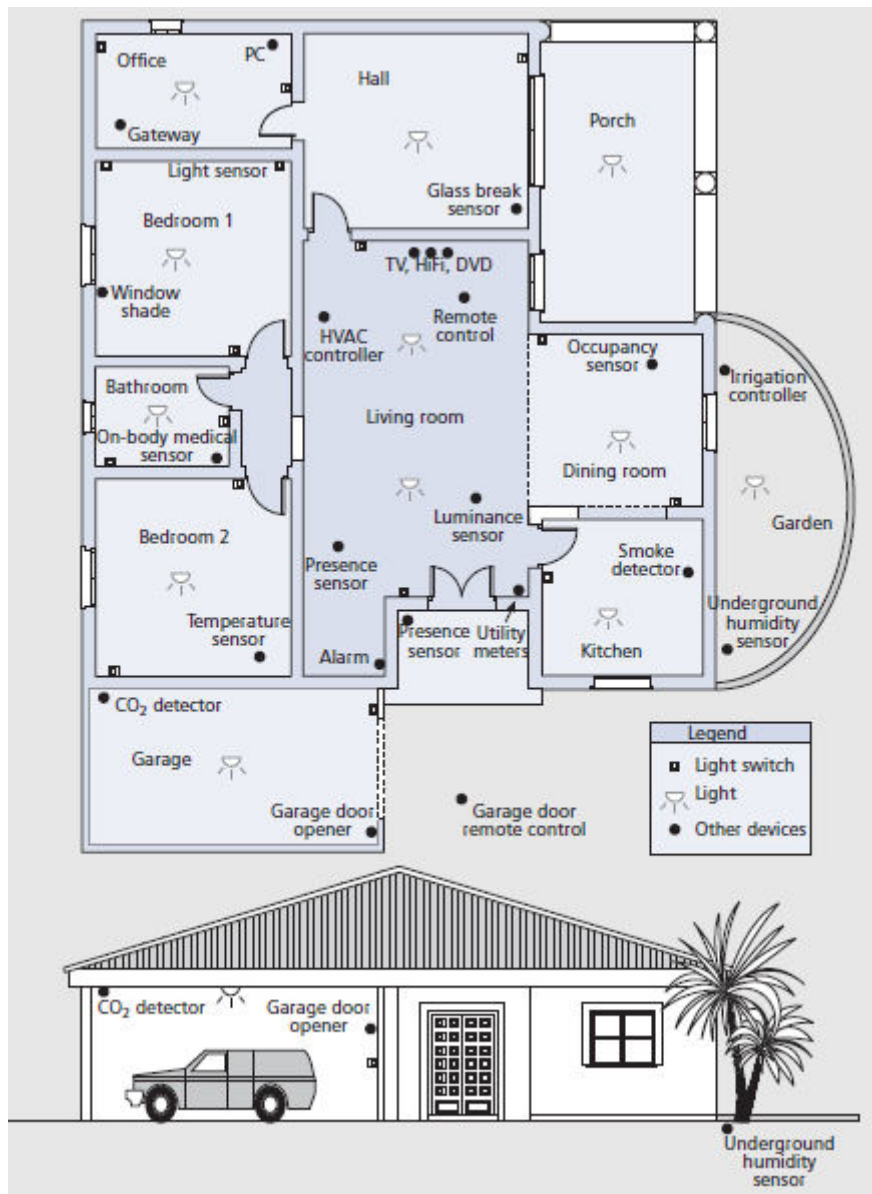 Office
PC
Gateway
Hall
Glass break
sensor
Porch
Light sensor
Bedroom 1
Window
shade
TV, HiFi, DVD
Remote
control
HVAC
controller
Living room
Occupancy
sensor
Dining room
Irrigation
controller
Garden
Bathroom
On-body medical
sensor
Bedroom 2
Temperature
sensor
Presence
sensor
Luminance
sensor
Alarm
Presence
sensor
Utility
meters
Smoke
detector
Kitchen
Underground
humidity
sensor
CO2 detector
Garage
Garage door
opener
Garage door
remote control
Legend
Light switch
Light
Other devices
CO2 detector
Garage door
opener
Underground
humidity
sensor